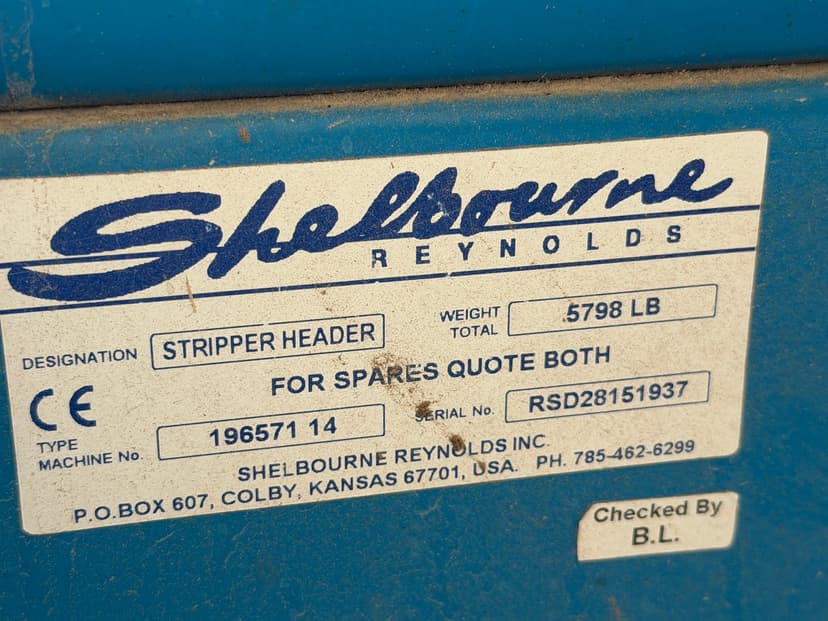 Shelbourne
REYNOLDS
DESIGNATION STRIPPER HEADER WEIGHT TOTAL 5798 LB
FOR SPARES QUOTE BOTH
CE
TYPE
MACHINE No. 196571 14 SERIAL No. RSD28151937
SHELBOURNE REYNOLDS INC.
P.O.BOX 607, COLBY, KANSAS 67701, USA. PH. 785-462-6299
Checked By
B.L.